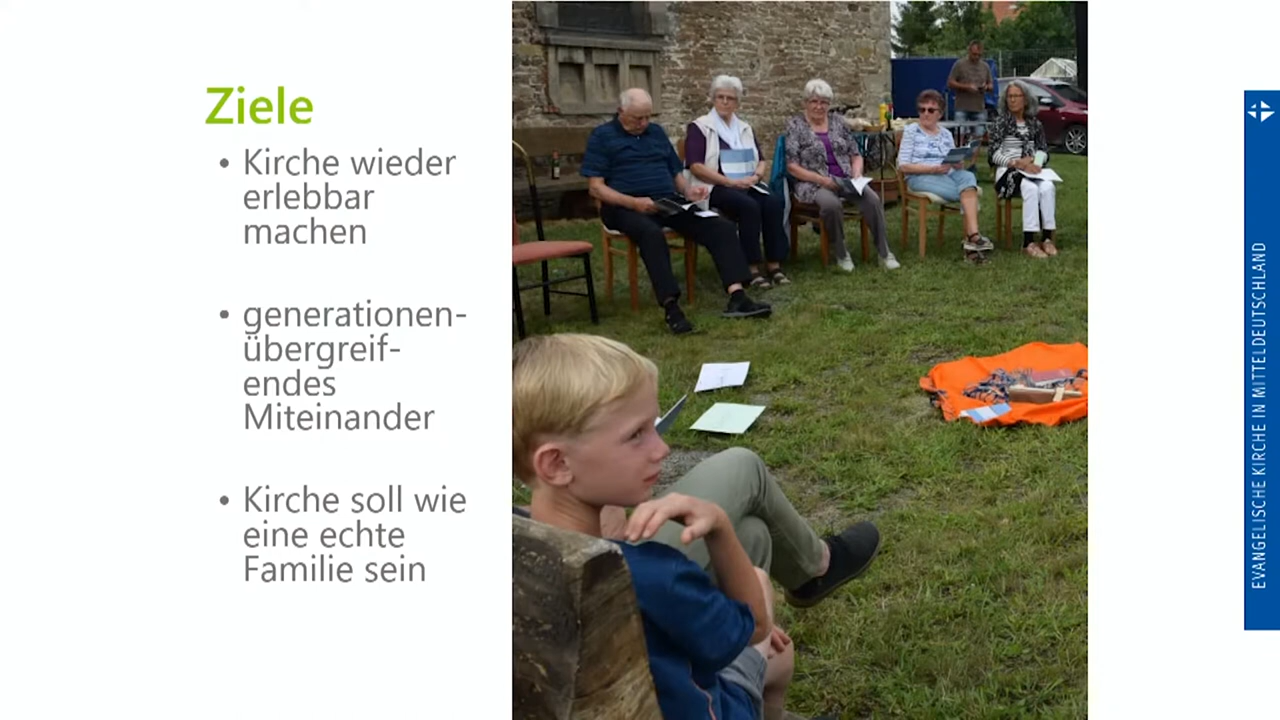 Ziele
• Kirche wieder
erlebbar
machen
• generationen-
übergreif-
endes
Miteinander
• Kirche soll wie
eine echte
Familie sein
EVANGELISCHE KIRCHE IN MITTELDEUTSCHLAND